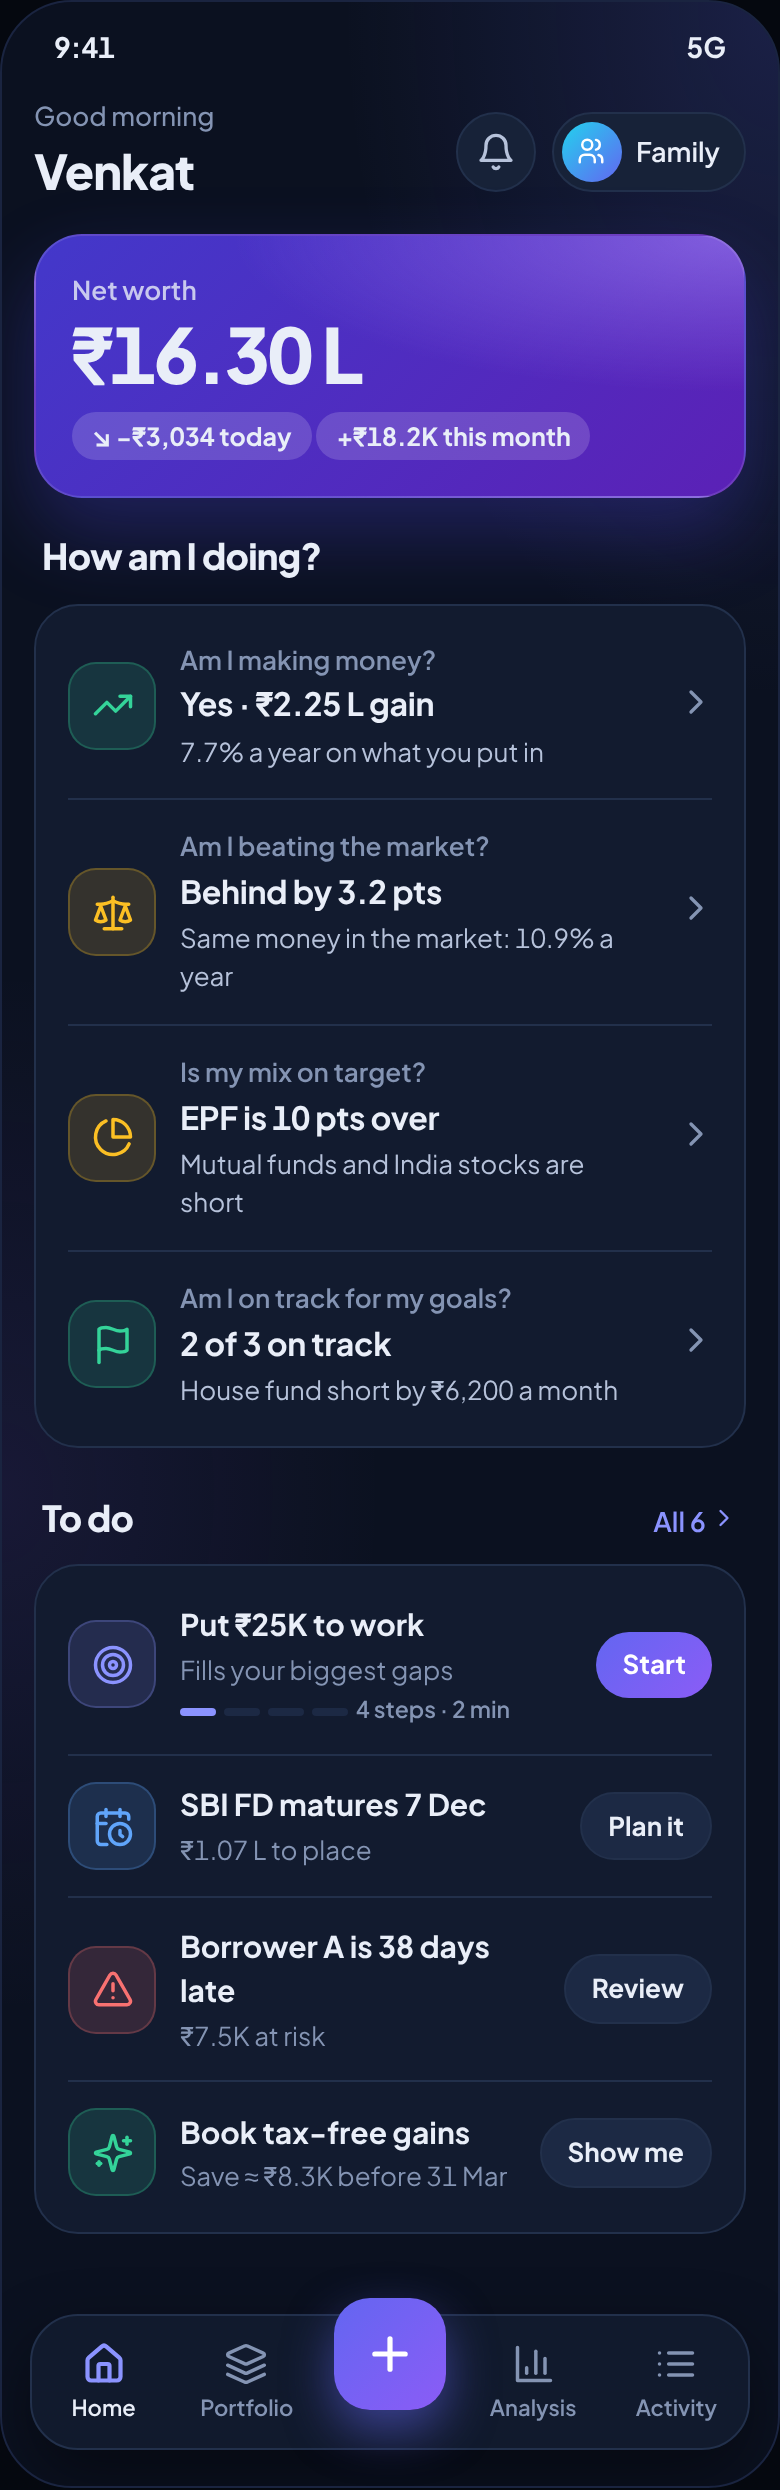 9:41
5G
Good morning
Venkat
Family
Net worth
₹16.30 L
↘ −₹3,034 today
+₹18.2K this month
How am I doing?
Am I making money?
Yes · ₹2.25 L gain
7.7% a year on what you put in
Am I beating the market?
Behind by 3.2 pts
Same money in the market: 10.9% a
year
Is my mix on target?
EPF is 10 pts over
Mutual funds and India stocks are
short
Am I on track for my goals?
2 of 3 on track
House fund short by ₹6,200 a month
To do
All 6
Put ₹25K to work
Fills your biggest gaps
4 steps · 2 min
Start
SBI FD matures 7 Dec
₹1.07 L to place
Plan it
Borrower A is 38 days
late
₹7.5K at risk
Review
Book tax-free gains
Save ≈ ₹8.3K before 31 Mar
Show me
Home
Portfolio
Analysis
Activity